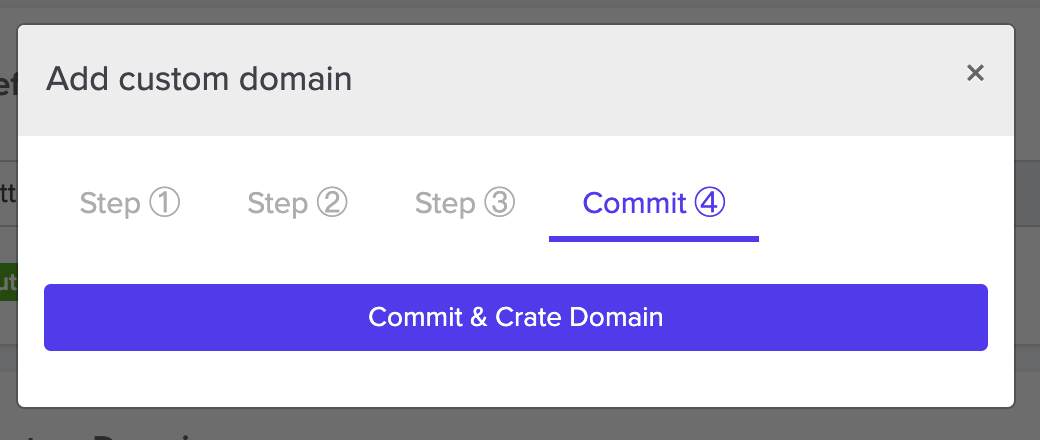 Add custom domain
×
Step ①
Step ②
Step ③
Commit ④
Commit & Crate Domain